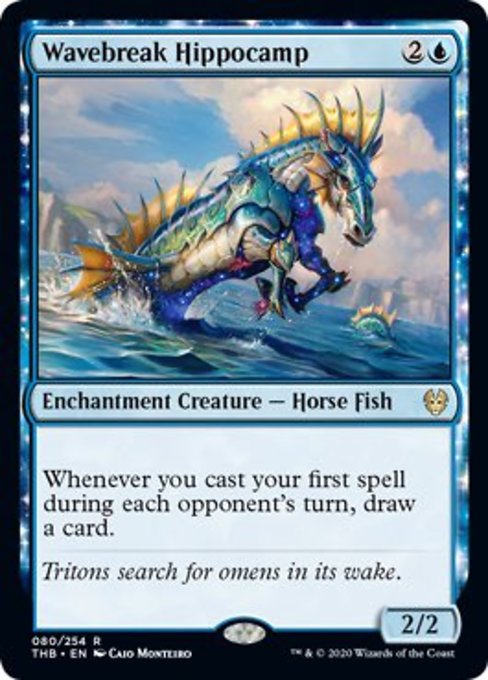 Wavebreak Hippocamp 2
Enchantment Creature — Horse Fish
Whenever you cast your first spell
during each opponent's turn, draw
a card.
Tritons search for omens in its wake.
2/2
080/254 R
THB • EN Caio Monteiro
™ & © 2020 Wizards of the Coast